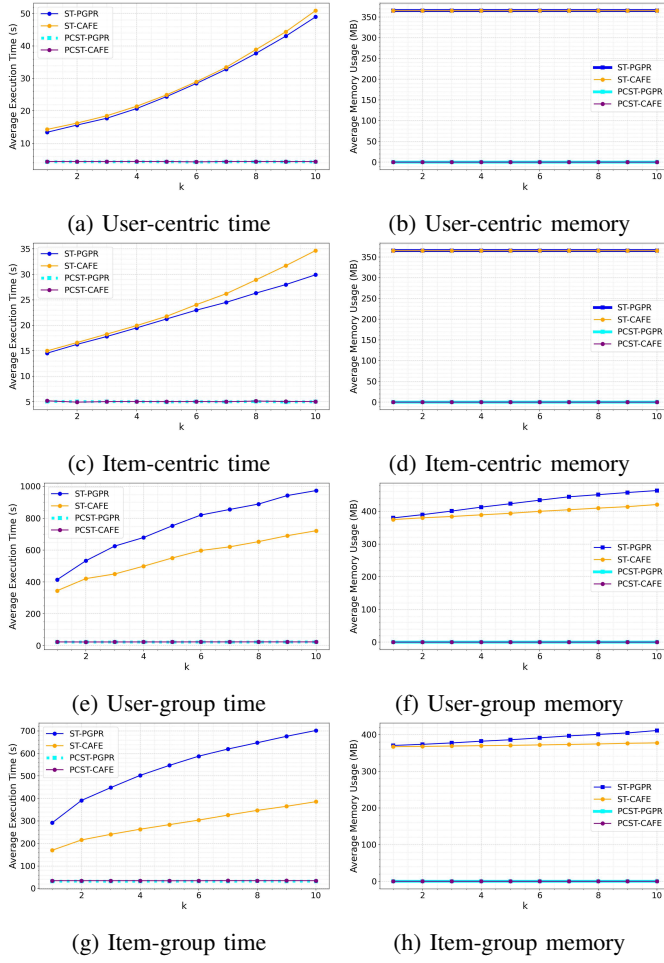 Average Execution Time (s)
50
40
30
20
10
ST-PGPR
ST-CAFE
PCST-PGPR
PCST-CAFE
2 4 6 8 10
k
(a) User-centric time
Average Memory Usage (MB)
350
300
250
200
150
100
50
0
ST-PGPR
ST-CAFE
PCST-PGPR
PCST-CAFE
2 4 6 8 10
k
(b) User-centric memory
Average Execution Time (s)
35
30
25
20
15
10
5
ST-PGPR
ST-CAFE
PCST-PGPR
PCST-CAFE
2 4 6 8 10
k
(c) Item-centric time
Average Memory Usage (MB)
350
300
250
200
150
100
50
0
ST-PGPR
ST-CAFE
PCST-PGPR
PCST-CAFE
2 4 6 8 10
k
(d) Item-centric memory
Average Execution Time (s)
1000
800
600
400
200
0
ST-PGPR
ST-CAFE
PCST-PGPR
PCST-CAFE
2 4 6 8 10
k
(e) User-group time
Average Memory Usage (MB)
400
300
200
100
0
ST-PGPR
ST-CAFE
PCST-PGPR
PCST-CAFE
2 4 6 8 10
k
(f) User-group memory
Average Execution Time (s)
700
600
500
400
300
200
100
0
ST-PGPR
ST-CAFE
PCST-PGPR
PCST-CAFE
2 4 6 8 10
k
(g) Item-group time
Average Memory Usage (MB)
400
300
200
100
0
ST-PGPR
ST-CAFE
PCST-PGPR
PCST-CAFE
2 4 6 8 10
k
(h) Item-group memory